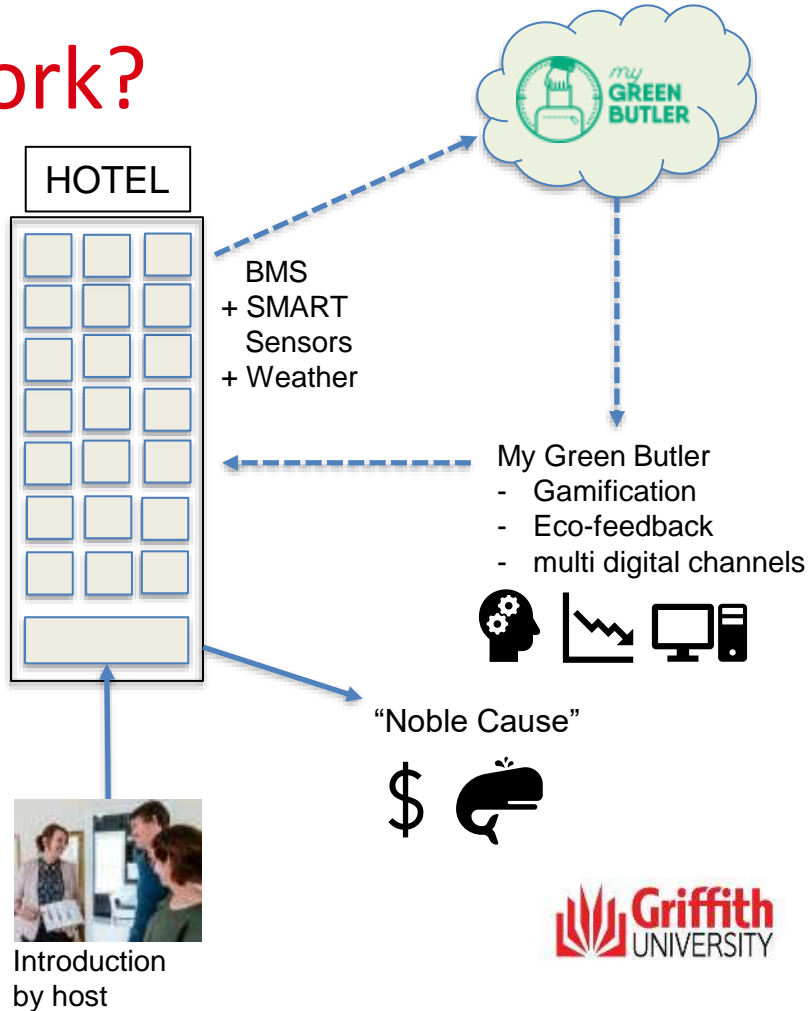 ork?
my
GREEN
BUTLER
HOTEL
BMS
+ SMART
Sensors
+ Weather
My Green Butler
- Gamification
- Eco-feedback
- multi digital channels
“Noble Cause”
$
Introduction
by host
Griffith
UNIVERSITY